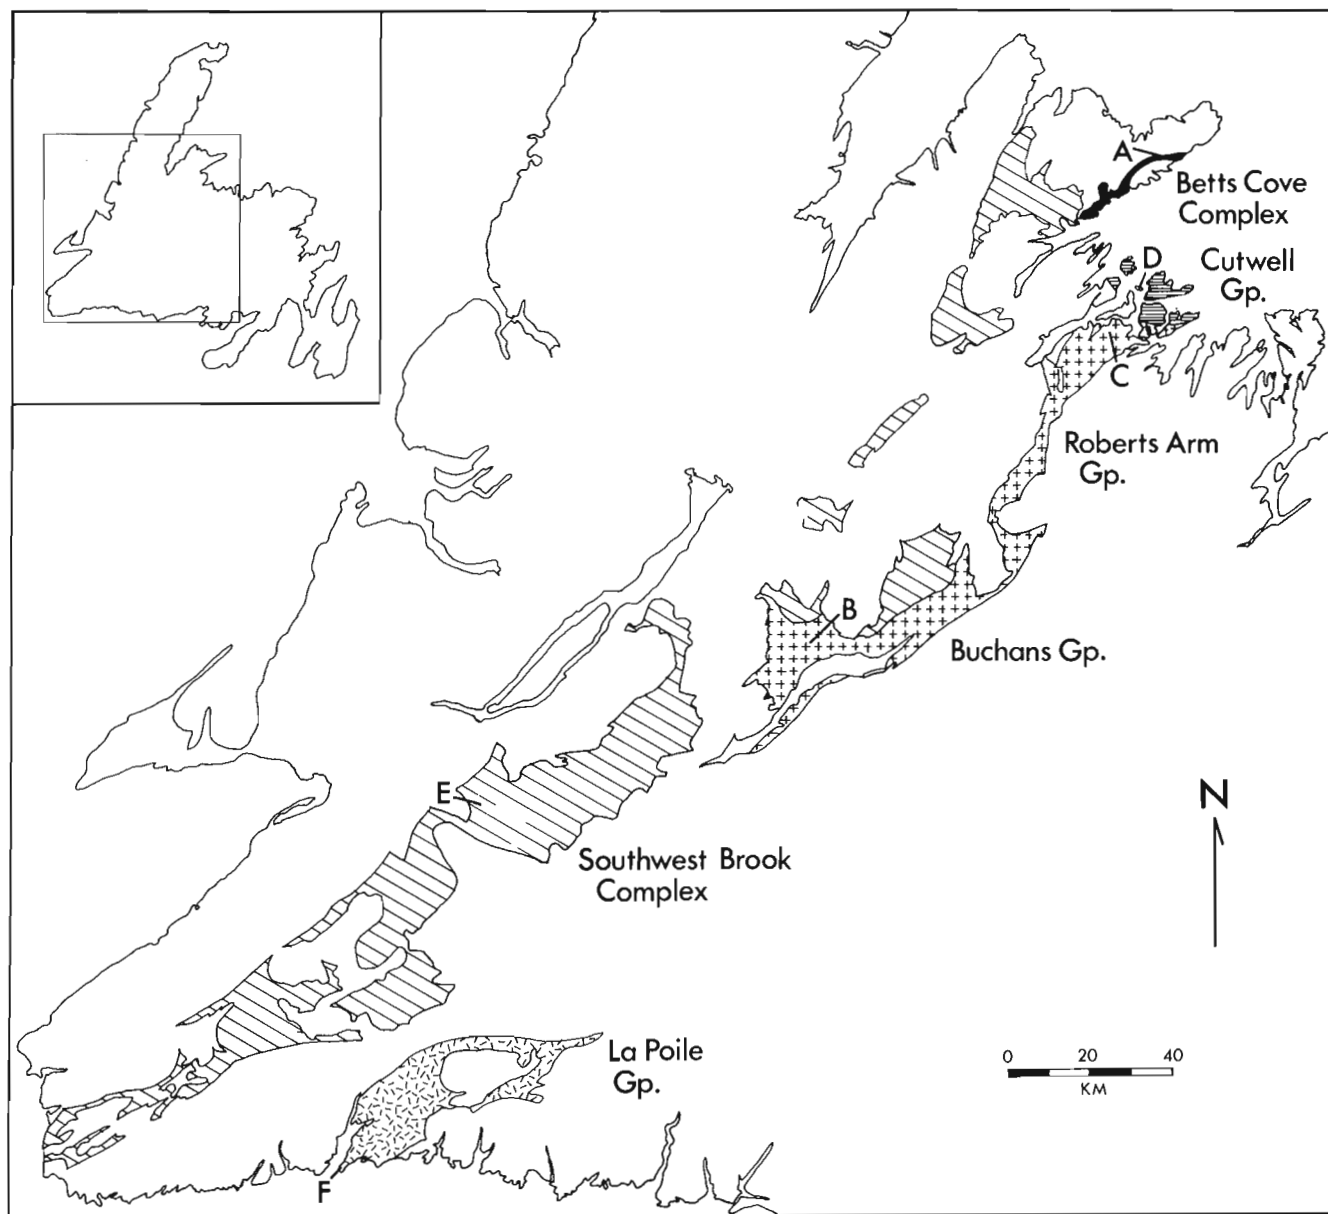 A
Betts Cove
Complex
D
Cutwell
Gp.
C
Roberts Arm
Gp.
B
Buchans Gp.
E
N
Southwest Brook
Complex
La Poile
Gp.
0 20 40
KM
F